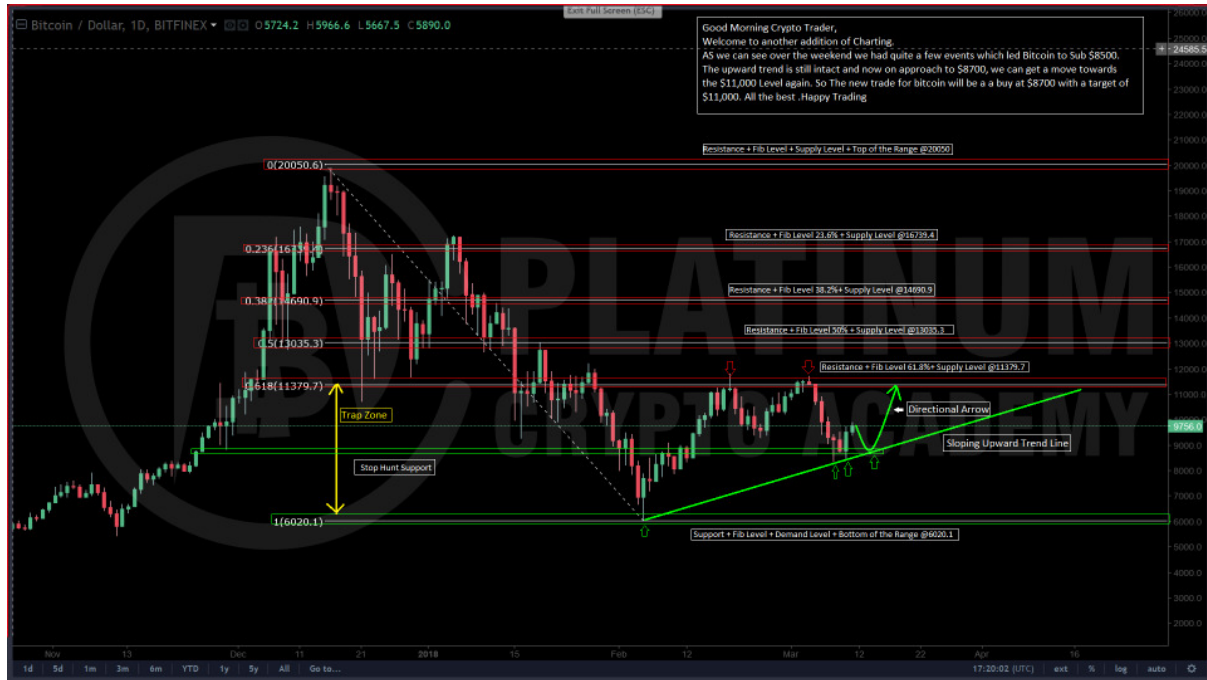 Exit Full Screen (ESC)
Bitcoin / Dollar, 1D, BITFINEX O5724.2 H5966.6 L5667.5 C5890.0
Good Morning Crypto Trader,
Welcome to another addition of Charting.
AS we can see over the weekend we had quite a few events which led Bitcoin to Sub $8500.
The upward trend is still intact and now on approach to $8700, we can get a move towards
the $11,000 Level again. So The new trade for bitcoin will be a a buy at $8700 with a target of
$11,000. All the best .Happy Trading
26000.0
24585.5
22000.0
21000.0
20000.0
19000.0
18000.0
17000.0
16000.0
15000.0
14000.0
13000.0
12000.0
11000.0
9756.0
9000.0
8000.0
7000.0
6000.0
5000.0
4000.0
3000.0
2000.0
Resistance + Fib Level + Supply Level + Top of the Range @20050
0(20050.6)
Resistance + Fib Level 23.6% + Supply Level @16739.4
0.236(16739.4)
Resistance + Fib Level 38.2%+ Supply Level @14690.9
0.382(14690.9)
Resistance + Fib Level 50% + Supply Level @13035.3
0.5(13035.3)
Resistance + Fib Level 61.8%+ Supply Level @11379.7
0.618(11379.7)
PLATINUM
CRYPTO ACADEMY
Trap Zone
Directional Arrow
Sloping Upward Trend Line
Stop Hunt Support
1(6020.1)
Support + Fib Level + Demand Level + Bottom of the Range @6020.1
Nov 13 Dec 11 21 2018 15 Feb 12 Mar 12 22 Apr 16
1d 5d 1m 3m 6m YTD 1y 5y All Go to... 17:20:02 (UTC) ext % log auto